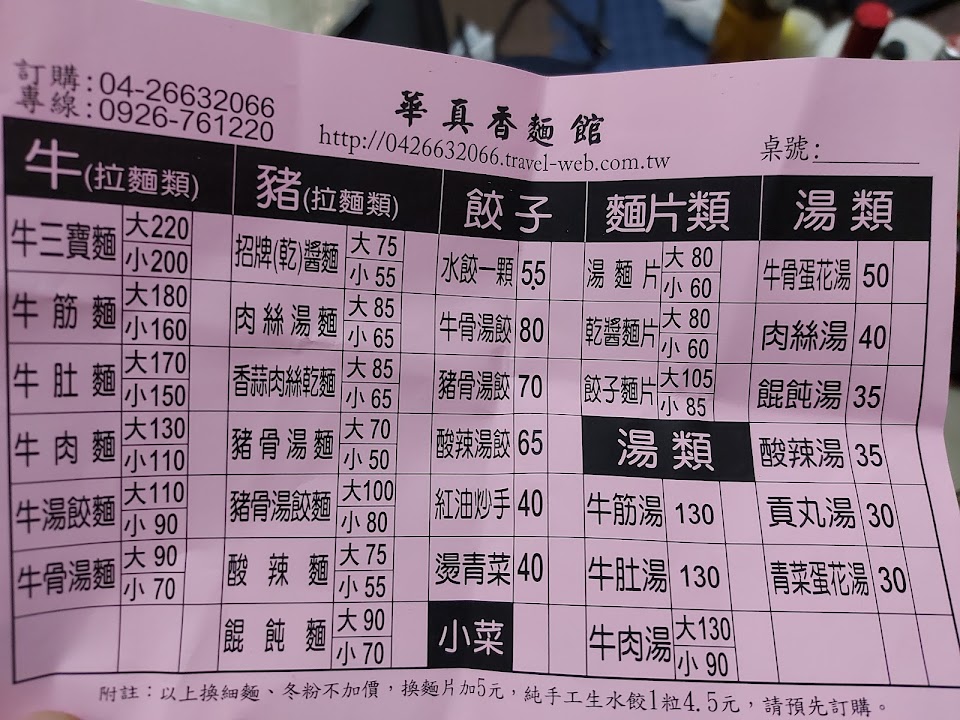 訂購:04-26632066
專線:0926-761220
華真香麵館
http://0426632066.travel-web.com.tw
桌號:
牛(拉麵類)
牛三寶麵 大220 小200
牛筋麵 大180 小160
牛肚麵 大170 小150
牛肉麵 大130 小110
牛湯餃麵 大110 小90
牛骨湯麵 大90 小70
豬(拉麵類)
招牌(乾)醬麵 大75 小55
肉絲湯麵 大85 小65
香蒜肉絲乾麵 大85 小65
豬骨湯麵 大70 小50
豬骨湯餃麵 大100 小80
酸辣麵 大75 小55
餛飩麵 大90 小70
餃子
水餃一顆 5.5
牛骨湯餃 80
豬骨湯餃 70
酸辣湯餃 65
紅油炒手 40
燙青菜 40
小菜
麵片類
湯麵片 大80 小60
乾醬麵片 大80 小60
餃子麵片 大105 小85
湯類
牛筋湯 130
牛肚湯 130
牛肉湯 大130 小90
湯類
牛骨蛋花湯 50
肉絲湯 40
餛飩湯 35
酸辣湯 35
貢丸湯 30
青菜蛋花湯 30
附註：以上換細麵、冬粉不加價，換麵片加5元，純手工生水餃1粒4.5元，請預先訂購。